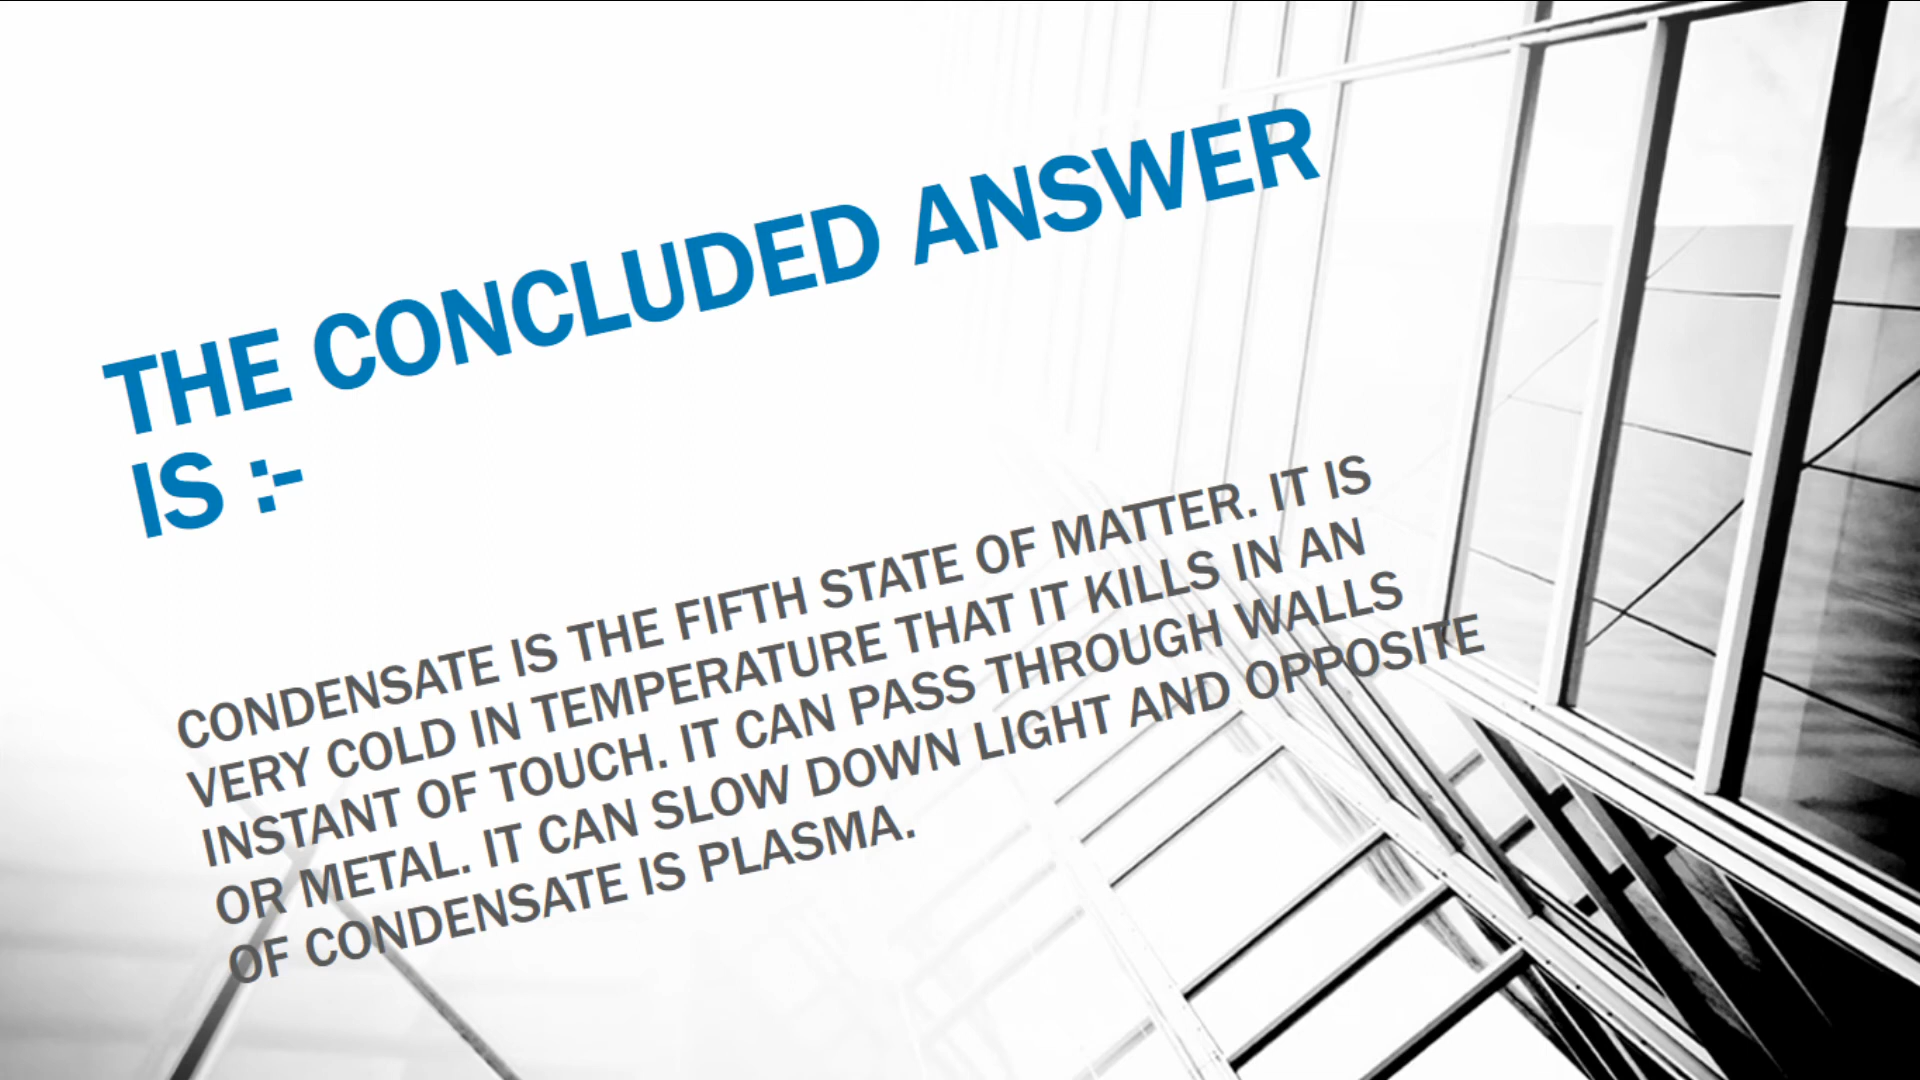 THE CONCLUDED ANSWER
IS :-
CONDENSATE IS THE FIFTH STATE OF MATTER. IT IS
VERY COLD IN TEMPERATURE THAT IT KILLS IN AN
INSTANT OF TOUCH. IT CAN PASS THROUGH WALLS
OR METAL. IT CAN SLOW DOWN LIGHT AND OPPOSITE
OF CONDENSATE IS PLASMA.